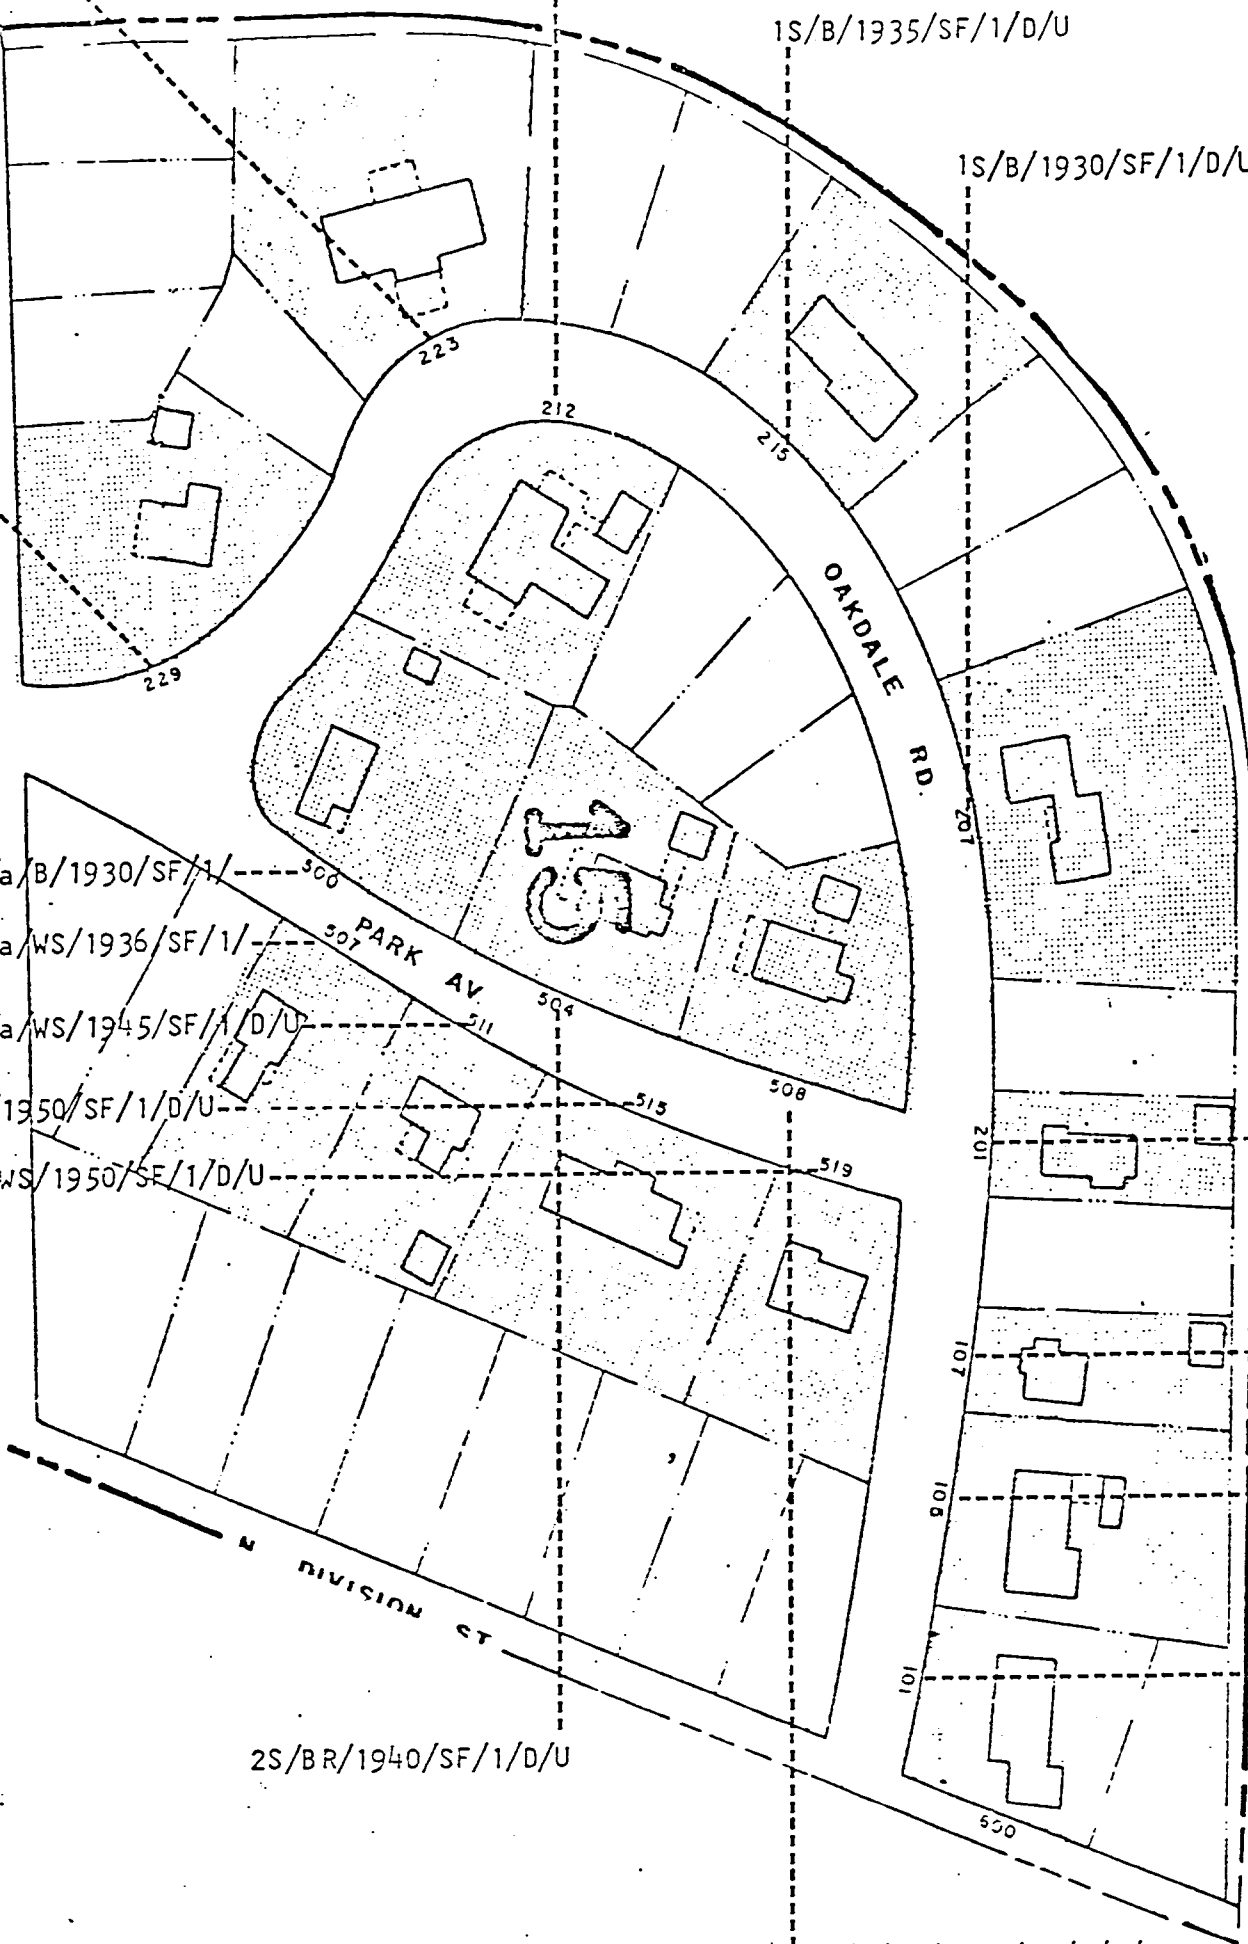 1S/B/1935/SF/1/D/U
1S/B/1930/SF/1/D/U
223
212
215
OAKDALE
RD.
229
207
15
a/B/1930/SF/1/
500
a/WS/1936/SF/1/
507
PARK AV.
a/WS/1945/SF/1/D/U
511
504
508
1950/SF/1/D/U
515
201
WS/1950/SF/1/D/U
519
107
101
N DIVISION ST
2S/BR/1940/SF/1/D/U